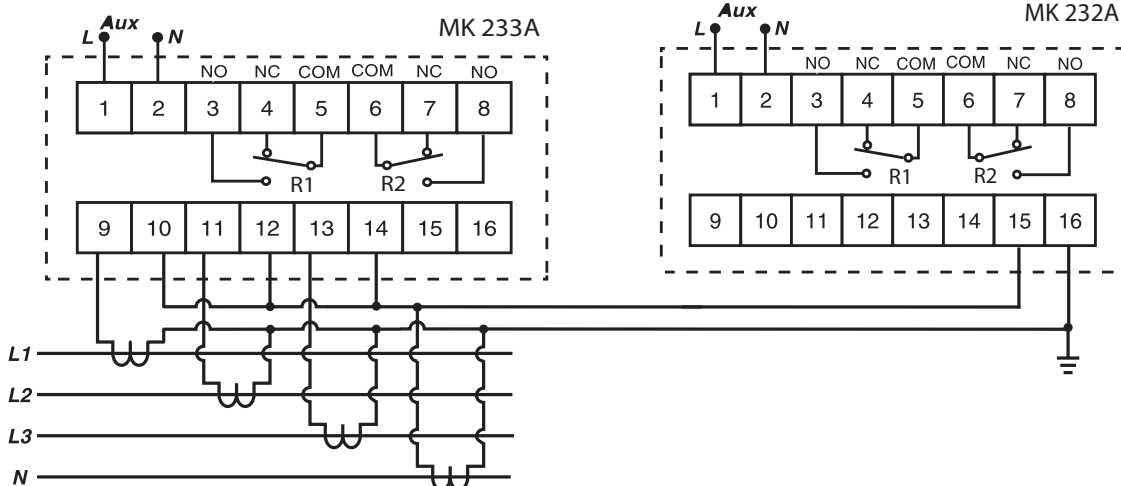 Aux
L N
MK 233A
NO NC COM COM NC NO
1 2 3 4 5 6 7 8
R1 R2
9 10 11 12 13 14 15 16
L1
L2
L3
N
Aux
L N
MK 232A
NO NC COM COM NC NO
1 2 3 4 5 6 7 8
R1 R2
9 10 11 12 13 14 15 16